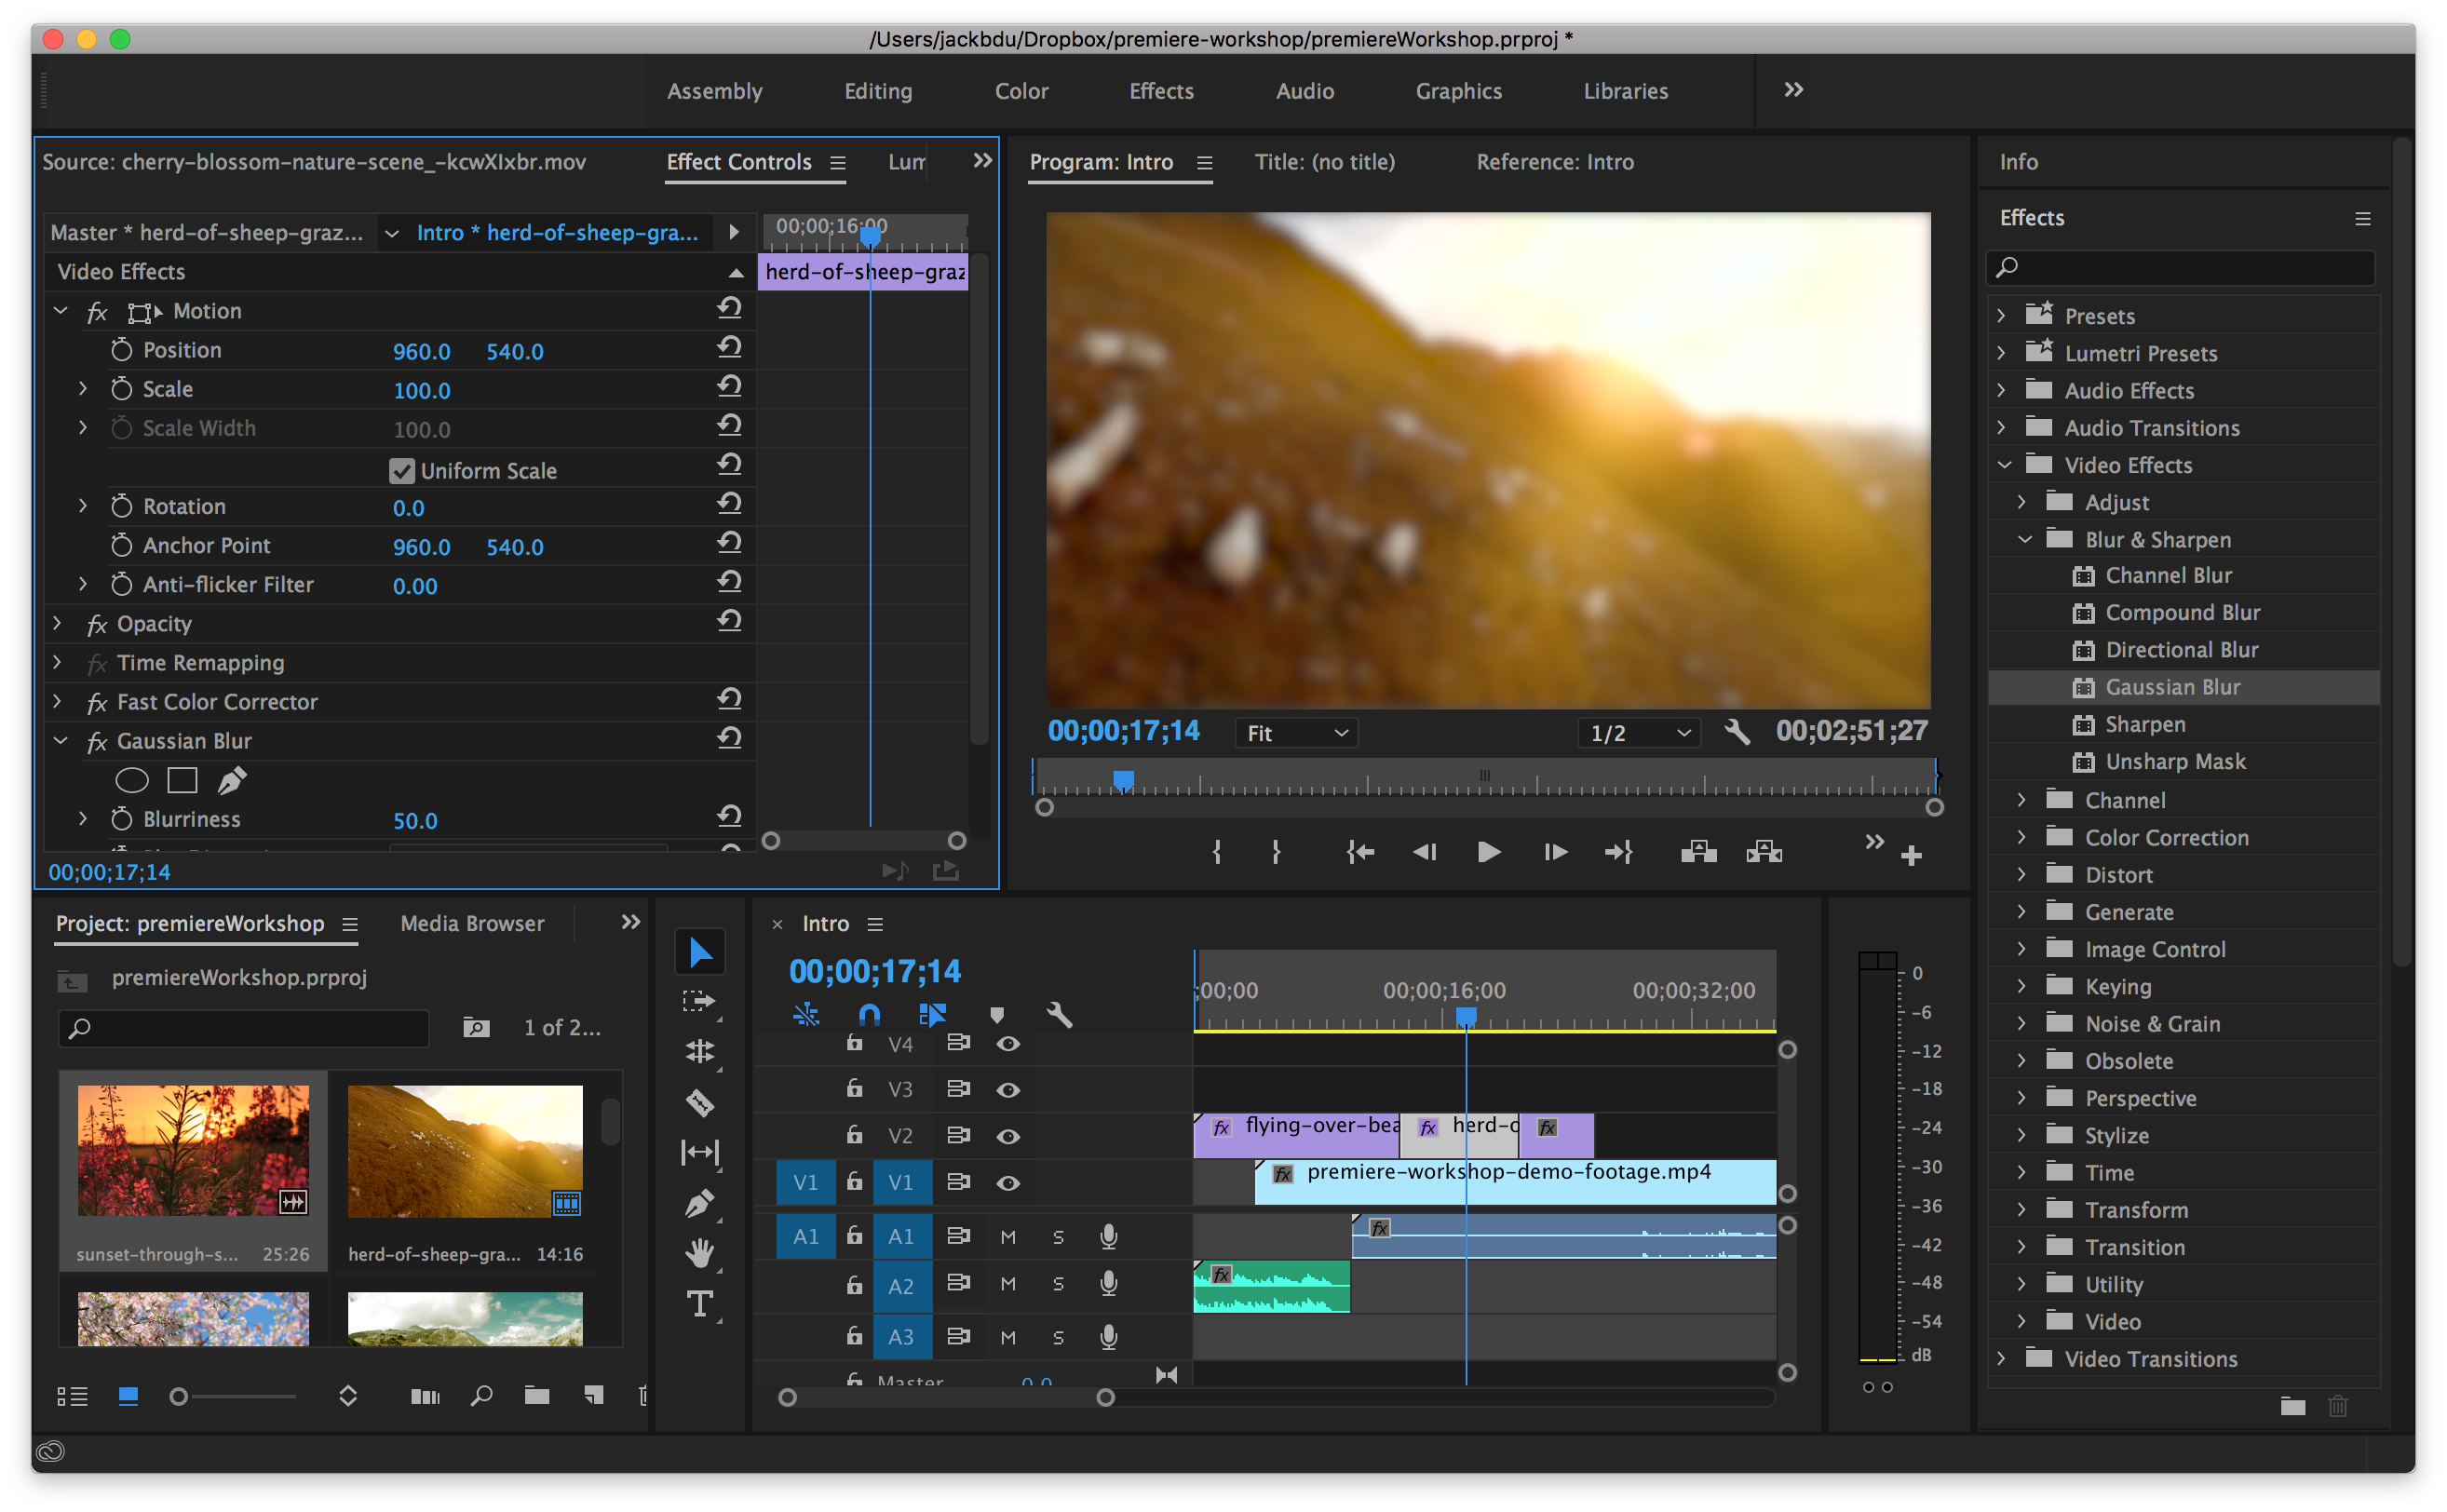 /Users/jackbdu/Dropbox/premiere-workshop/premiereWorkshop.prproj *
Assembly Editing Color Effects Audio Graphics Libraries
Source: cherry-blossom-nature-scene_-kcwXIxbr.mov Effect Controls Lum
Master * herd-of-sheep-graz... Intro * herd-of-sheep-gra...
00;00;16;00
Video Effects
herd-of-sheep-graz
fx Motion
Position 960.0 540.0
Scale 100.0
Scale Width 100.0
Uniform Scale
Rotation 0.0
Anchor Point 960.0 540.0
Anti-flicker Filter 0.00
fx Opacity
fx Time Remapping
fx Fast Color Corrector
fx Gaussian Blur
Blurriness 50.0
00;00;17;14
Program: Intro Title: (no title) Reference: Intro
00;00;17;14 Fit 1/2 00;02;51;27
Info
Effects
Presets
Lumetri Presets
Audio Effects
Audio Transitions
Video Effects
Adjust
Blur & Sharpen
Channel Blur
Compound Blur
Directional Blur
Gaussian Blur
Sharpen
Unsharp Mask
Channel
Color Correction
Distort
Generate
Image Control
Keying
Noise & Grain
Obsolete
Perspective
Stylize
Time
Transform
Transition
Utility
Video
Video Transitions
Project: premiereWorkshop Media Browser
premiereWorkshop.prproj
1 of 2...
sunset-through-s... 25:26
herd-of-sheep-gra... 14:16
T
× Intro
00;00;17;14
;00;00 00;00;16;00 00;00;32;00
V4
V3
V2 fx flying-over-bea fx herd-o fx
V1 V1 fx premiere-workshop-demo-footage.mp4
A1 A1 M S fx
A2 M S fx
A3 M S
Master 0.0
0
-6
-12
-18
-24
-30
-36
-42
-48
-54
dB